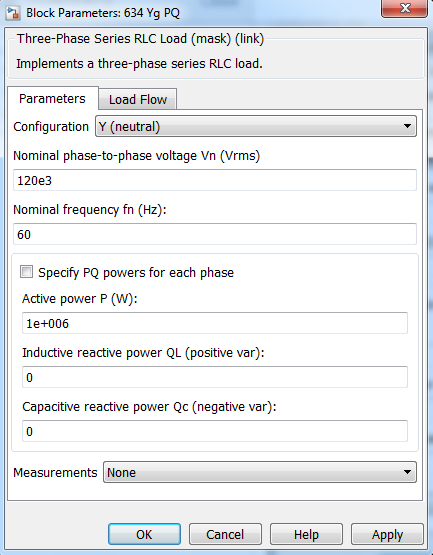 Block Parameters: 634 Yg PQ
Three-Phase Series RLC Load (mask) (link)
Implements a three-phase series RLC load.
Parameters Load Flow
Configuration Y (neutral)
Nominal phase-to-phase voltage Vn (Vrms)
120e3
Nominal frequency fn (Hz):
60
Specify PQ powers for each phase
Active power P (W):
1e+006
Inductive reactive power QL (positive var):
0
Capacitive reactive power Qc (negative var):
0
Measurements None
OK Cancel Help Apply